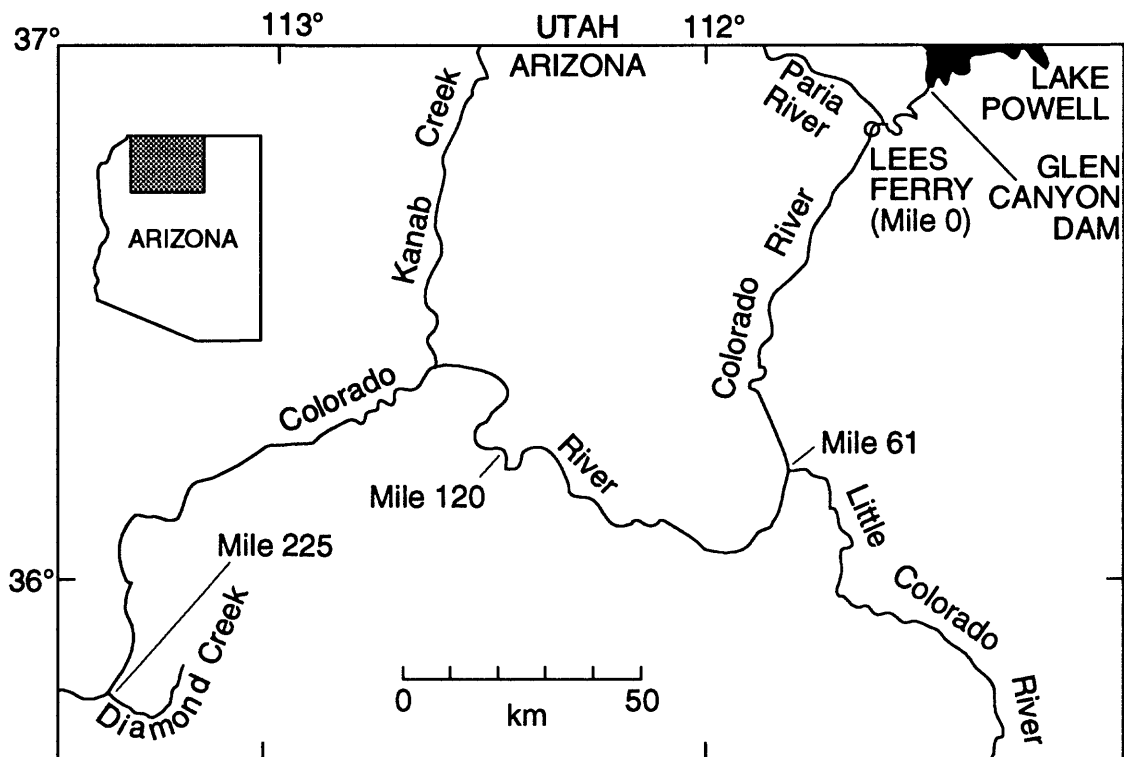 113°
UTAH
112°
37°
ARIZONA
Kanab Creek
Paria
River
LAKE
POWELL
LEES
FERRY
(Mile 0)
GLEN
CANYON
DAM
ARIZONA
Colorado River
Colorado River
Mile 61
Mile 120
Little Colorado River
Mile 225
36°
Diamond Creek
0 50
km